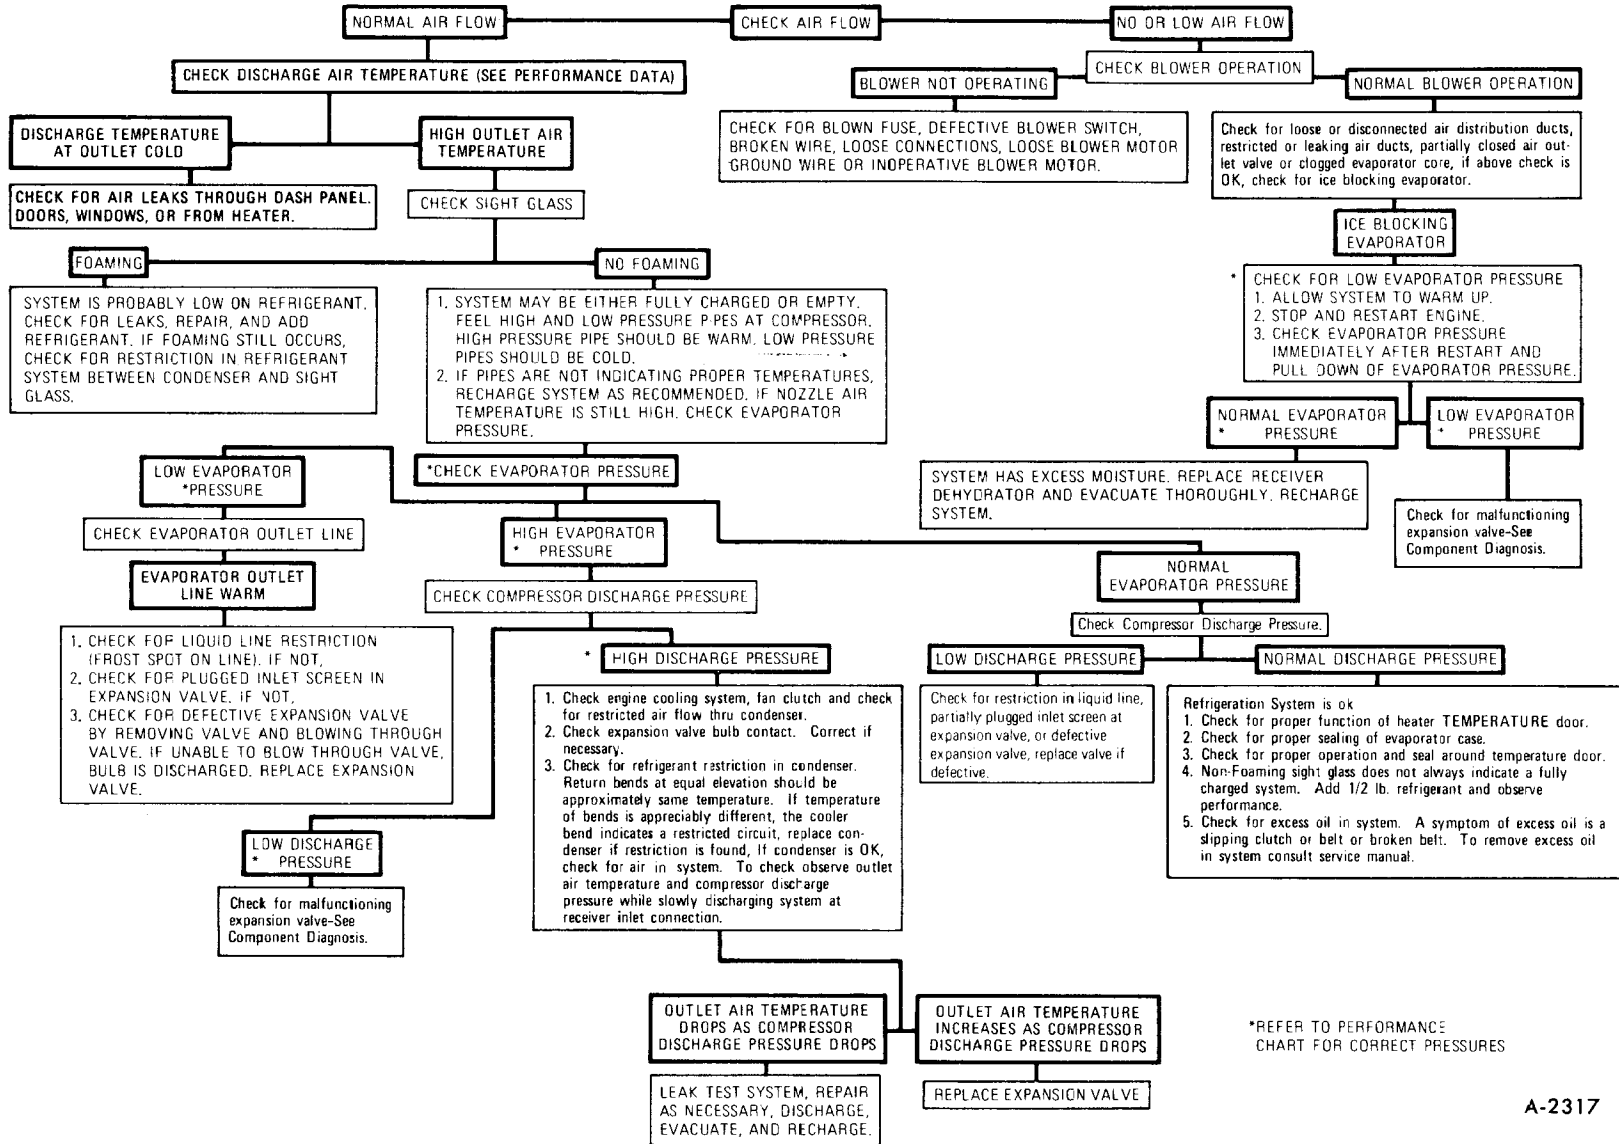 NORMAL AIR FLOW
CHECK AIR FLOW
NO OR LOW AIR FLOW
CHECK DISCHARGE AIR TEMPERATURE (SEE PERFORMANCE DATA)
CHECK BLOWER OPERATION
BLOWER NOT OPERATING
NORMAL BLOWER OPERATION
DISCHARGE TEMPERATURE
AT OUTLET COLD
HIGH OUTLET AIR
TEMPERATURE
CHECK FOR BLOWN FUSE, DEFECTIVE BLOWER SWITCH,
BROKEN WIRE, LOOSE CONNECTIONS, LOOSE BLOWER MOTOR
GROUND WIRE OR INOPERATIVE BLOWER MOTOR.
Check for loose or disconnected air distribution ducts,
restricted or leaking air ducts, partially closed air out-
let valve or clogged evaporator core, if above check is
OK, check for ice blocking evaporator.
CHECK FOR AIR LEAKS THROUGH DASH PANEL.
DOORS, WINDOWS, OR FROM HEATER.
CHECK SIGHT GLASS
ICE BLOCKING
EVAPORATOR
FOAMING
NO FOAMING
SYSTEM IS PROBABLY LOW ON REFRIGERANT.
CHECK FOR LEAKS, REPAIR, AND ADD
REFRIGERANT. IF FOAMING STILL OCCURS,
CHECK FOR RESTRICTION IN REFRIGERANT
SYSTEM BETWEEN CONDENSER AND SIGHT
GLASS.
1. SYSTEM MAY BE EITHER FULLY CHARGED OR EMPTY.
FEEL HIGH AND LOW PRESSURE PIPES AT COMPRESSOR.
HIGH PRESSURE PIPE SHOULD BE WARM. LOW PRESSURE
PIPES SHOULD BE COLD.
2. IF PIPES ARE NOT INDICATING PROPER TEMPERATURES,
RECHARGE SYSTEM AS RECOMMENDED. IF NOZZLE AIR
TEMPERATURE IS STILL HIGH. CHECK EVAPORATOR
PRESSURE.
* CHECK FOR LOW EVAPORATOR PRESSURE
1. ALLOW SYSTEM TO WARM UP.
2. STOP AND RESTART ENGINE.
3. CHECK EVAPORATOR PRESSURE
IMMEDIATELY AFTER RESTART AND
PULL DOWN OF EVAPORATOR PRESSURE.
NORMAL EVAPORATOR
* PRESSURE
LOW EVAPORATOR
* PRESSURE
LOW EVAPORATOR
*PRESSURE
*CHECK EVAPORATOR PRESSURE
SYSTEM HAS EXCESS MOISTURE. REPLACE RECEIVER
DEHYDRATOR AND EVACUATE THOROUGHLY. RECHARGE
SYSTEM.
Check for malfunctioning
expansion valve-See
Component Diagnosis.
CHECK EVAPORATOR OUTLET LINE
HIGH EVAPORATOR
* PRESSURE
NORMAL
EVAPORATOR PRESSURE
EVAPORATOR OUTLET
LINE WARM
CHECK COMPRESSOR DISCHARGE PRESSURE
Check Compressor Discharge Pressure.
1. CHECK FOR LIQUID LINE RESTRICTION
(FROST SPOT ON LINE). IF NOT,
2. CHECK FOR PLUGGED INLET SCREEN IN
EXPANSION VALVE. IF NOT,
3. CHECK FOR DEFECTIVE EXPANSION VALVE
BY REMOVING VALVE AND BLOWING THROUGH
VALVE. IF UNABLE TO BLOW THROUGH VALVE,
BULB IS DISCHARGED. REPLACE EXPANSION
VALVE.
* HIGH DISCHARGE PRESSURE
LOW DISCHARGE PRESSURE
NORMAL DISCHARGE PRESSURE
1. Check engine cooling system, fan clutch and check
for restricted air flow thru condenser.
2. Check expansion valve bulb contact. Correct if
necessary.
3. Check for refrigerant restriction in condenser.
Return bends at equal elevation should be
approximately same temperature. If temperature
of bends is appreciably different, the cooler
bend indicates a restricted circuit, replace con-
denser if restriction is found, If condenser is OK,
check for air in system. To check observe outlet
air temperature and compressor discharge
pressure while slowly discharging system at
receiver inlet connection.
Check for restriction in liquid line,
partially plugged inlet screen at
expansion valve, or defective
expansion valve, replace valve if
defective.
Refrigeration System is ok
1. Check for proper function of heater TEMPERATURE door.
2. Check for proper sealing of evaporator case.
3. Check for proper operation and seal around temperature door.
4. Non-Foaming sight glass does not always indicate a fully
charged system. Add 1/2 lb. refrigerant and observe
performance.
5. Check for excess oil in system. A symptom of excess oil is a
slipping clutch or belt or broken belt. To remove excess oil
in system consult service manual.
LOW DISCHARGE
* PRESSURE
Check for malfunctioning
expansion valve-See
Component Diagnosis.
OUTLET AIR TEMPERATURE
DROPS AS COMPRESSOR
DISCHARGE PRESSURE DROPS
OUTLET AIR TEMPERATURE
INCREASES AS COMPRESSOR
DISCHARGE PRESSURE DROPS
*REFER TO PERFORMANCE
CHART FOR CORRECT PRESSURES
LEAK TEST SYSTEM, REPAIR
AS NECESSARY, DISCHARGE,
EVACUATE, AND RECHARGE.
REPLACE EXPANSION VALVE
A-2317